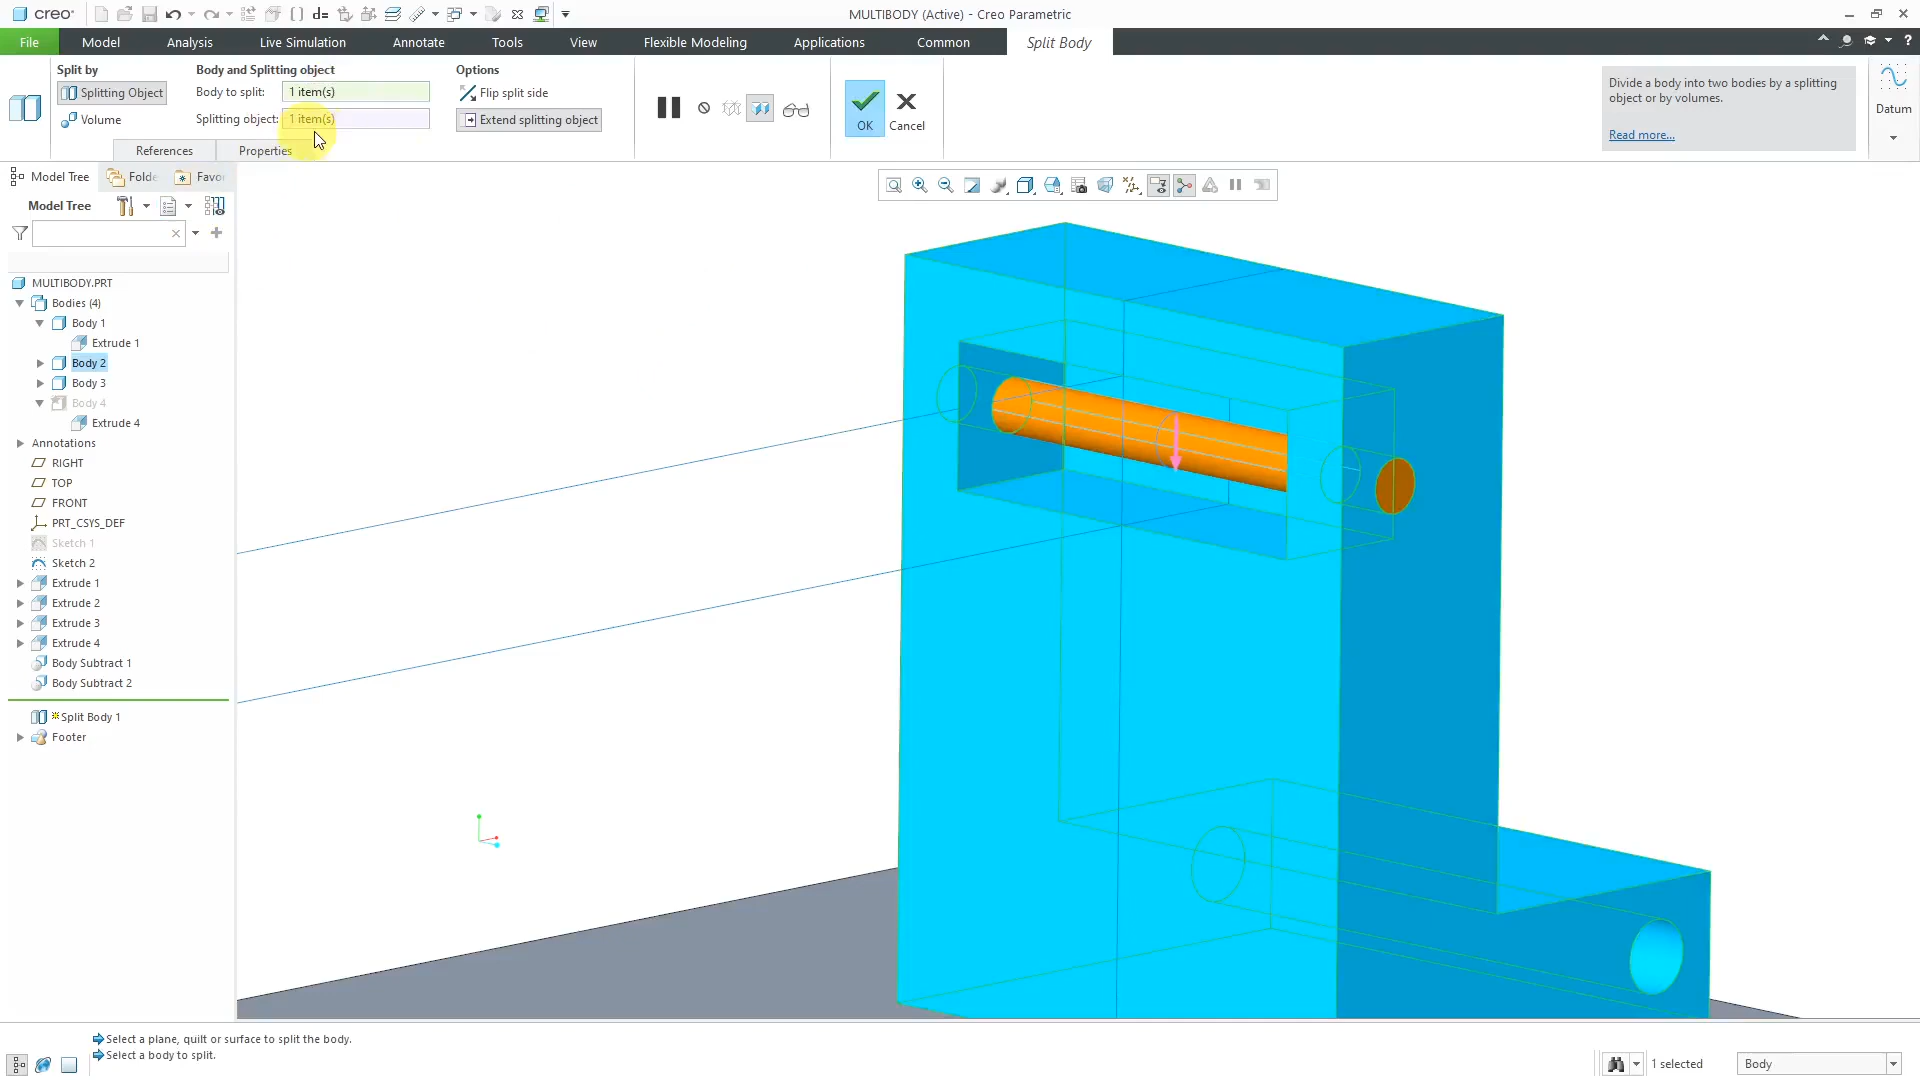 creo
d=
MULTIBODY (Active) - Creo Parametric
File
Model
Analysis
Live Simulation
Annotate
Tools
View
Flexible Modeling
Applications
Common
Split Body
?
Split by
Splitting Object
Volume
Body and Splitting object
Body to split:
1 item(s)
Splitting object:
1 item(s)
Options
Flip split side
Extend splitting object
OK
Cancel
Divide a body into two bodies by a splitting
object or by volumes.
Read more...
Datum
References
Properties
Model Tree
Folde
Favo
Model Tree
MULTIBODY.PRT
Bodies (4)
Body 1
Extrude 1
Body 2
Body 3
Body 4
Extrude 4
Annotations
RIGHT
TOP
FRONT
PRT_CSYS_DEF
Sketch 1
Sketch 2
Extrude 1
Extrude 2
Extrude 3
Extrude 4
Body Subtract 1
Body Subtract 2
Split Body 1
Footer
Select a plane, quilt or surface to split the body.
Select a body to split.
1 selected
Body